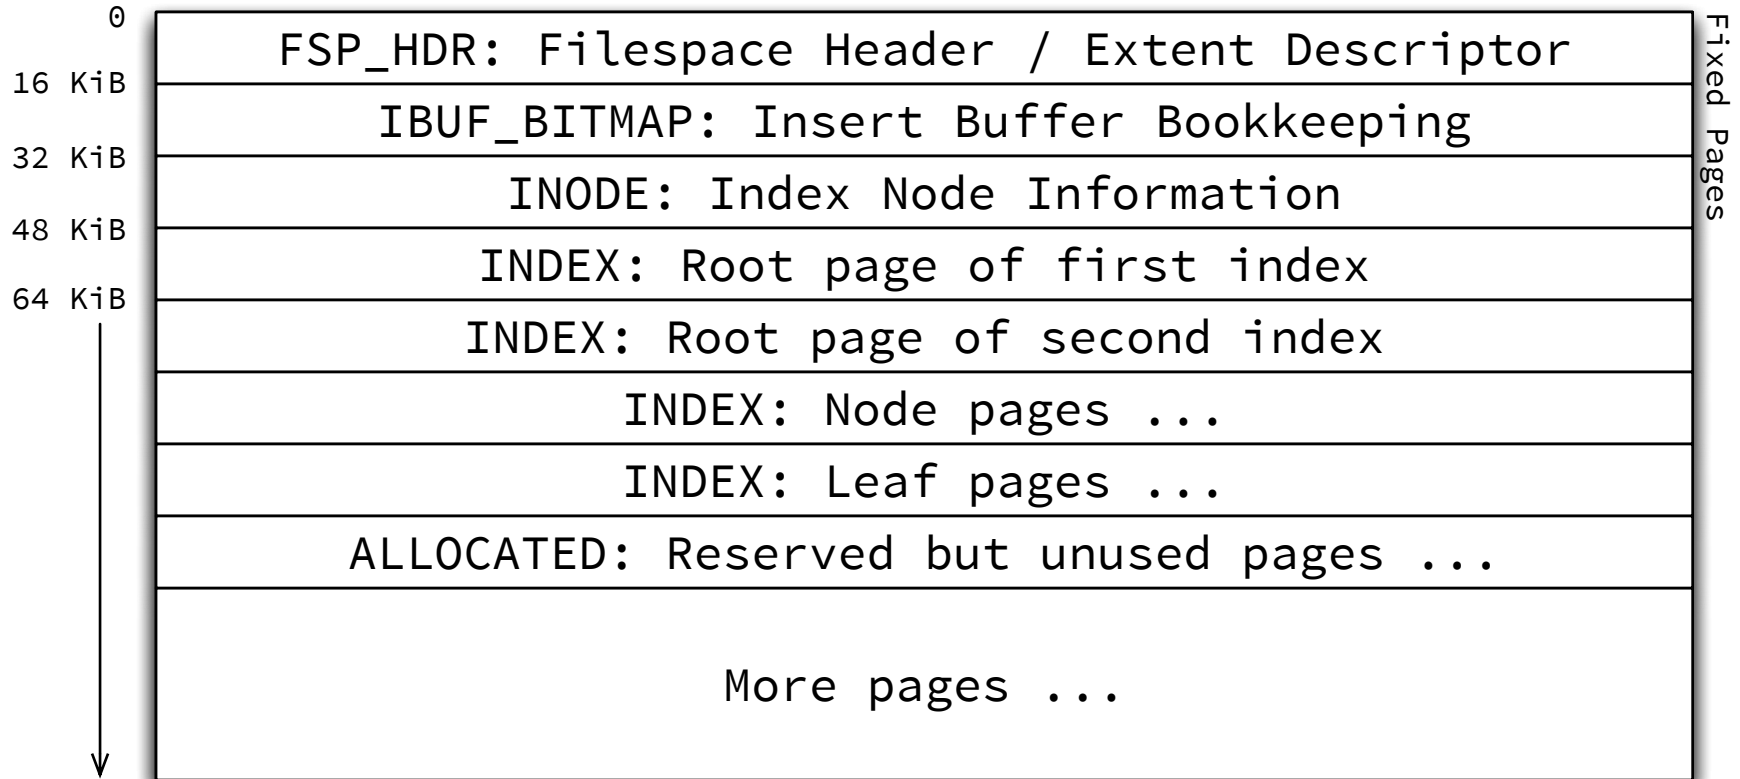 0
FSP_HDR: Filespace Header / Extent Descriptor
16 KiB
IBUF_BITMAP: Insert Buffer Bookkeeping
32 KiB
INODE: Index Node Information
48 KiB
INDEX: Root page of first index
64 KiB
INDEX: Root page of second index
INDEX: Node pages ...
INDEX: Leaf pages ...
ALLOCATED: Reserved but unused pages ...
More pages ...
Fixed Pages